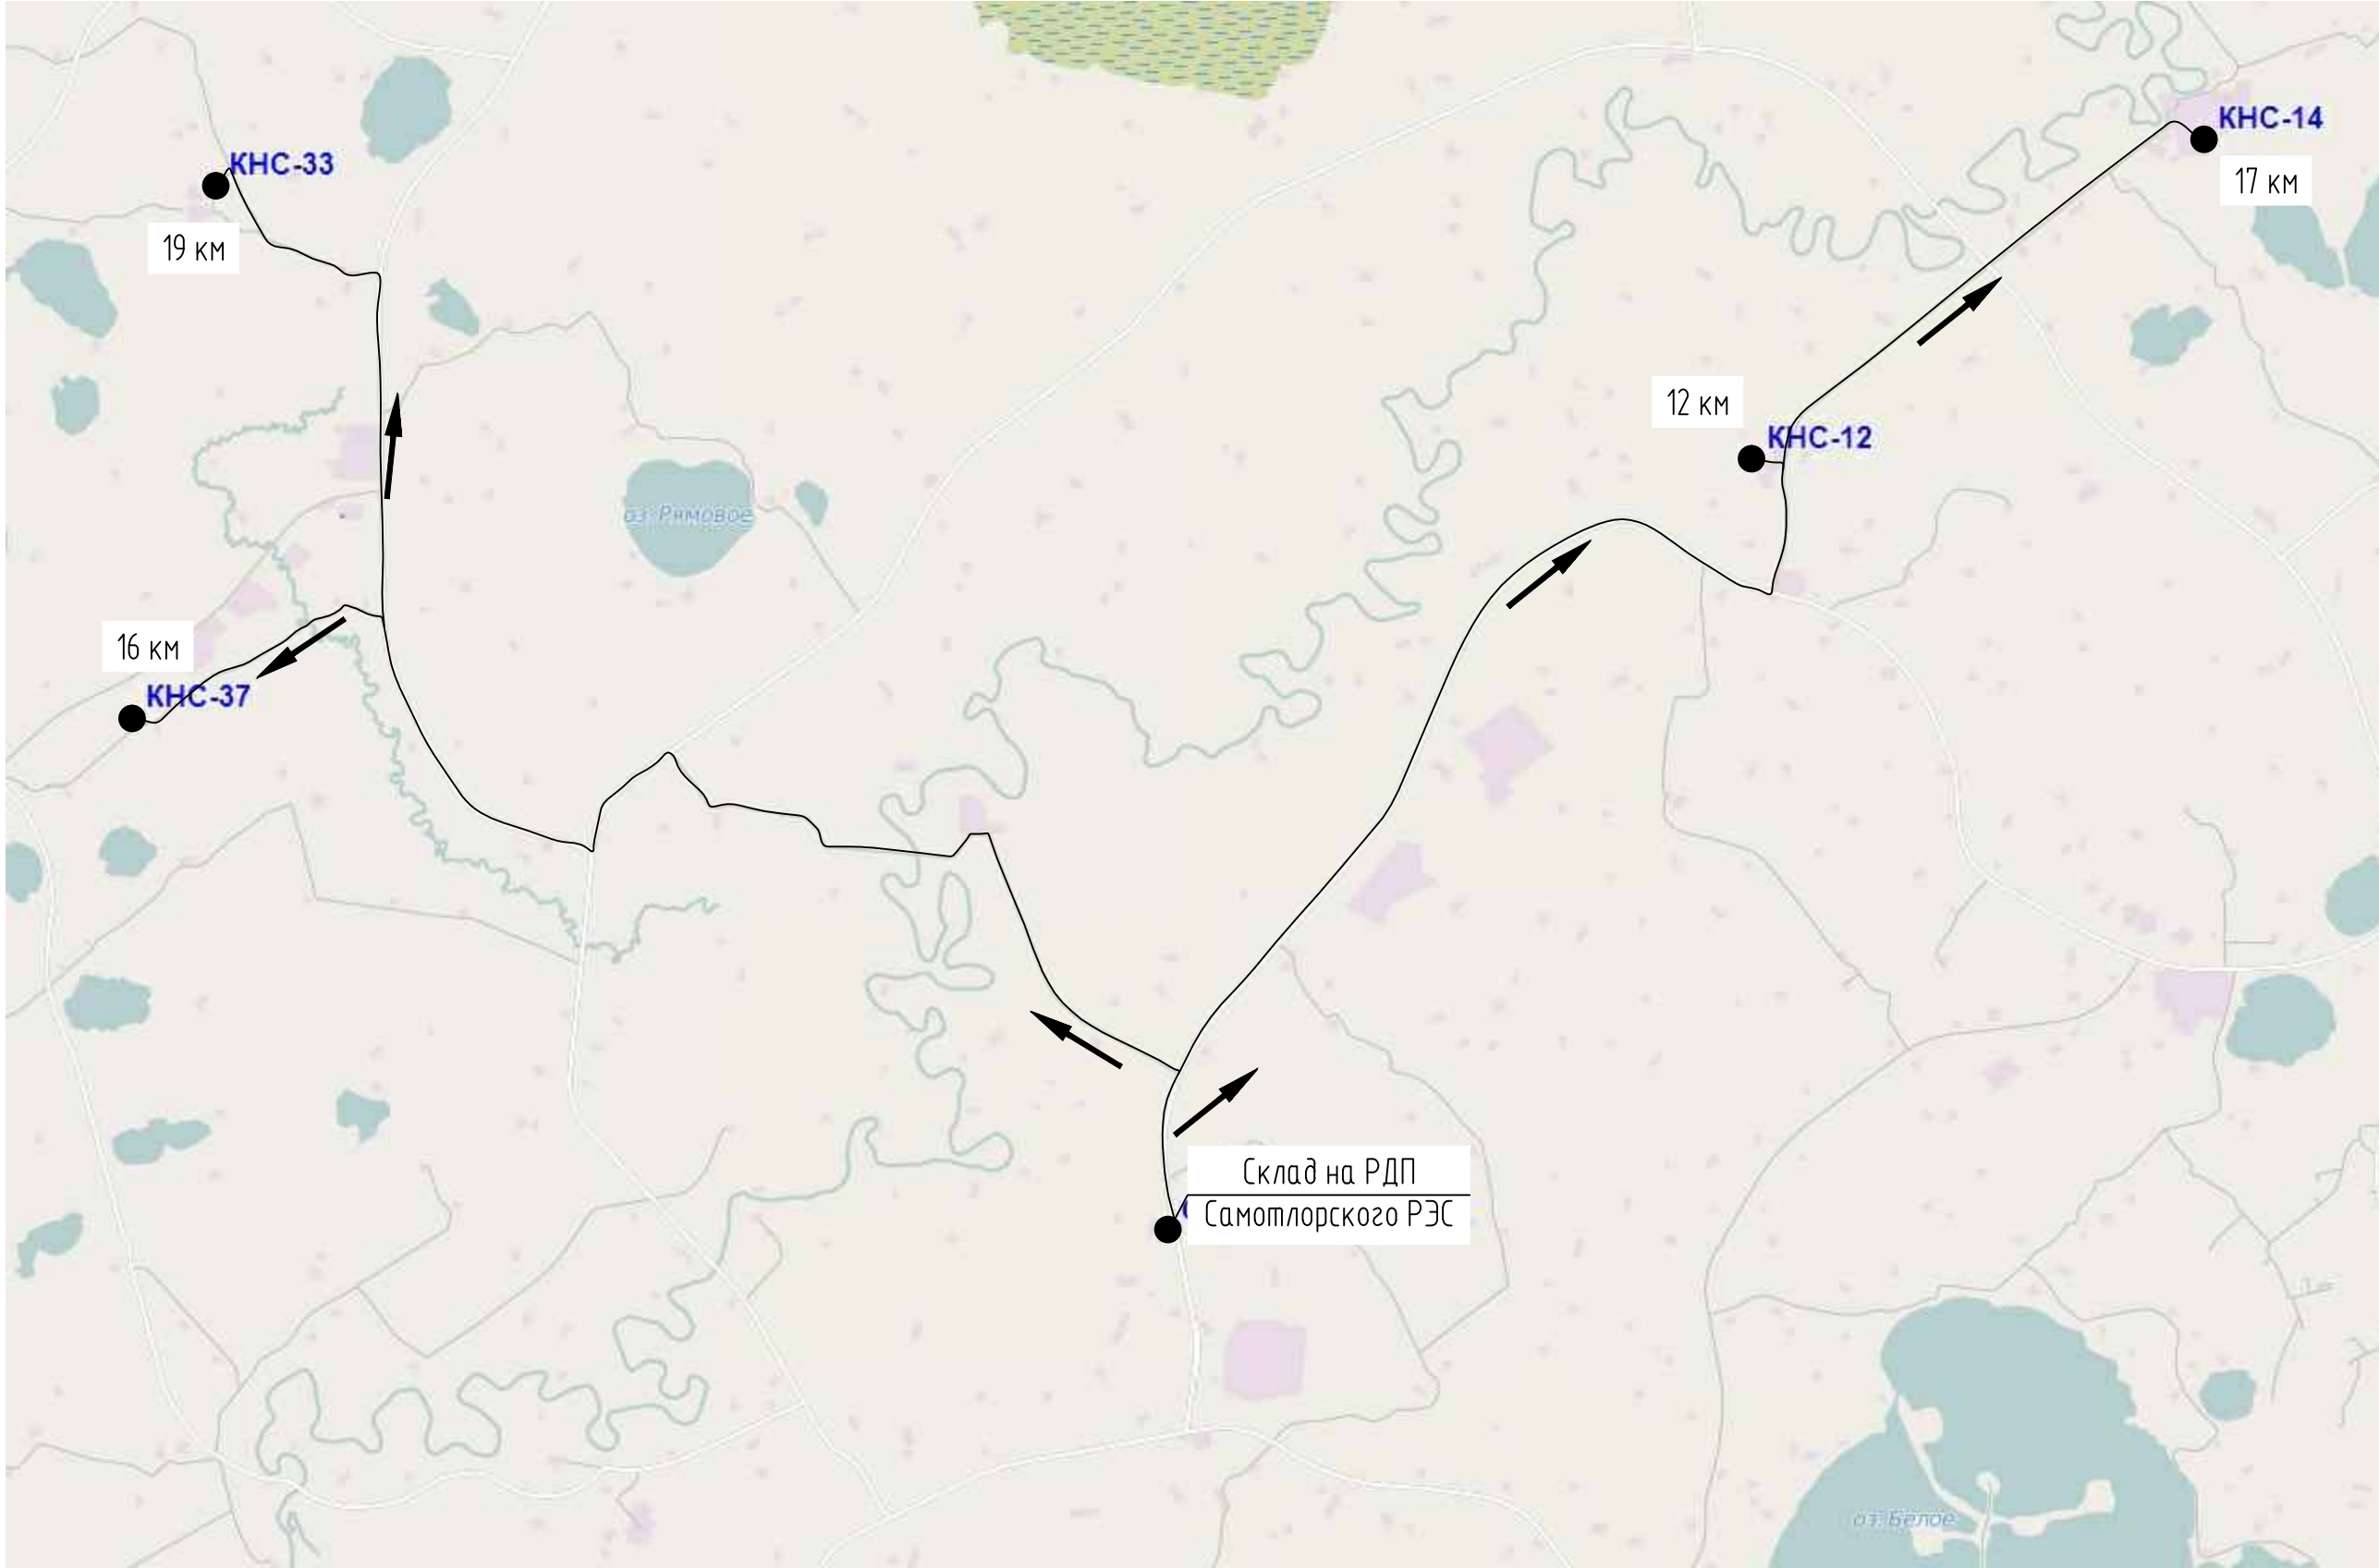 КНС-14
КНС-33
17 км
19 км
12 км
КНС-12
оз. Рямовое
16 км
КНС-37
Склад на РДП
Самотлорского РЭС
оз. Белое